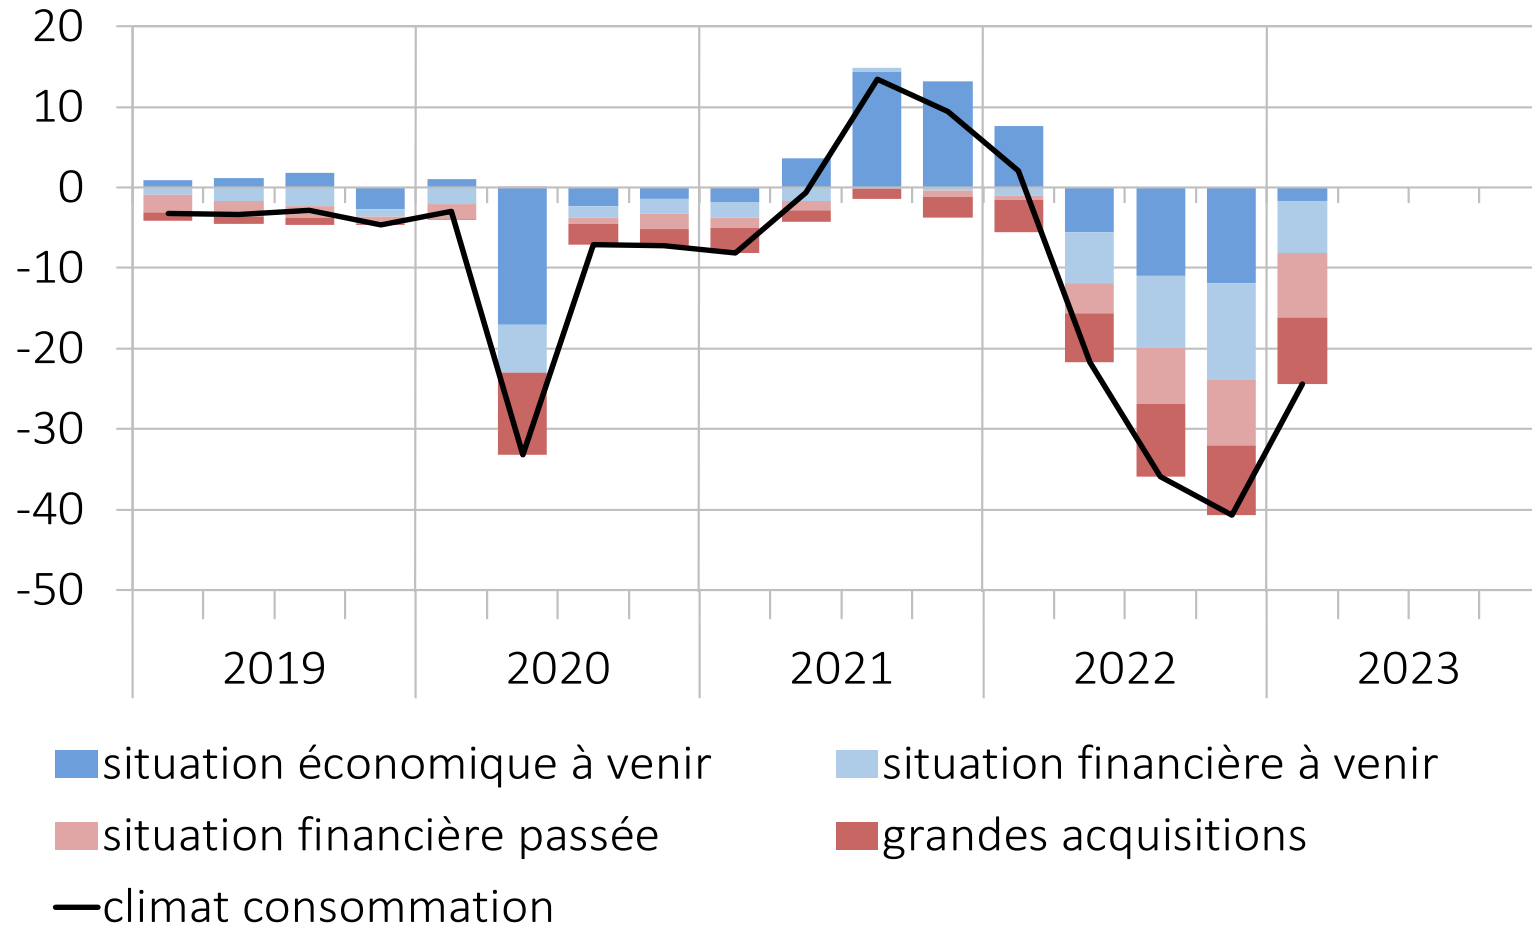 20
10
0
-10
-20
-30
-40
-50
2019 2020 2021 2022 2023
situation économique à venir situation financière à venir
situation financière passée grandes acquisitions
climat consommation